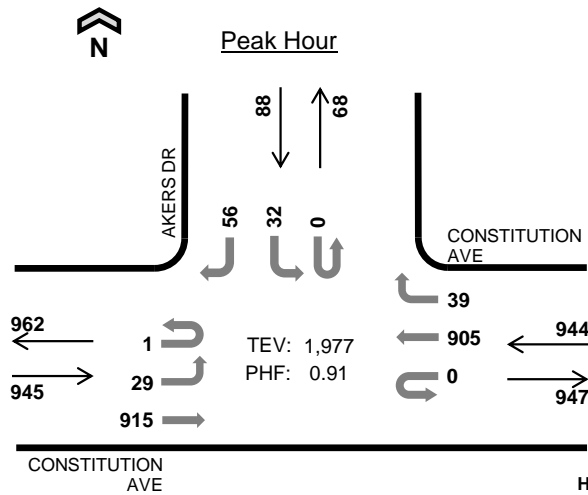 N
Peak Hour
88
68
AKERS DR
56
32
0
CONSTITUTION
AVE
39
962
944
1
TEV: 1,977
905
945
29
PHF: 0.91
0
947
915
CONSTITUTION
AVE
H